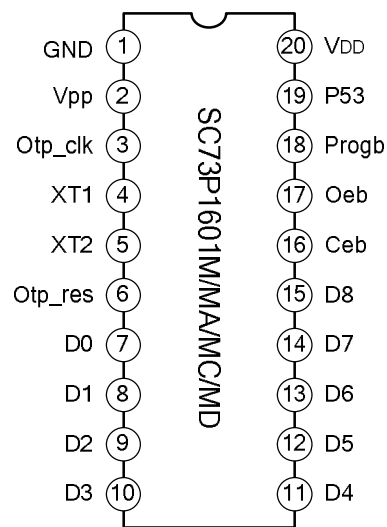 GND 1 20 VDD
Vpp 2 19 P53
Otp_clk 3 18 Progb
XT1 4 17 Oeb
XT2 5 16 Ceb
Otp_res 6 15 D8
D0 7 14 D7
D1 8 13 D6
D2 9 12 D5
D3 10 11 D4
SC73P1601M/MA/MC/MD